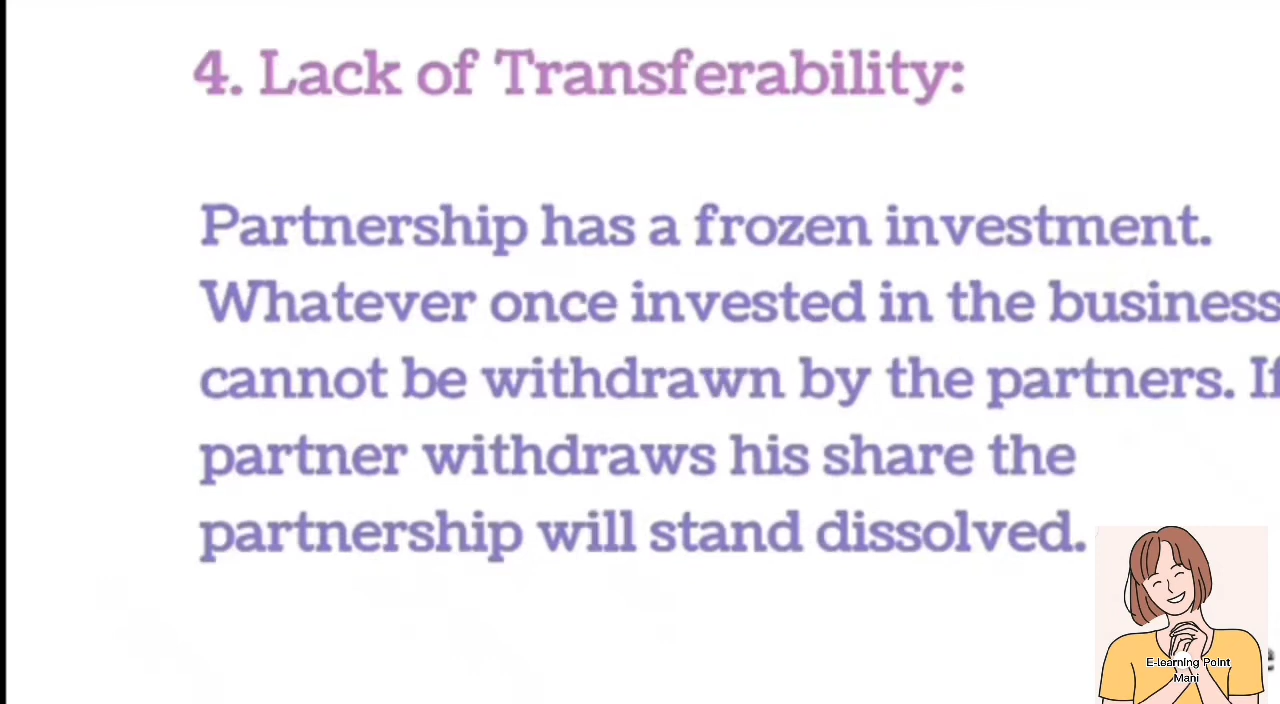 4. Lack of Transferability:
Partnership has a frozen investment.
Whatever once invested in the business
cannot be withdrawn by the partners. If
partner withdraws his share the
partnership will stand dissolved.
E-learning Point
Mani